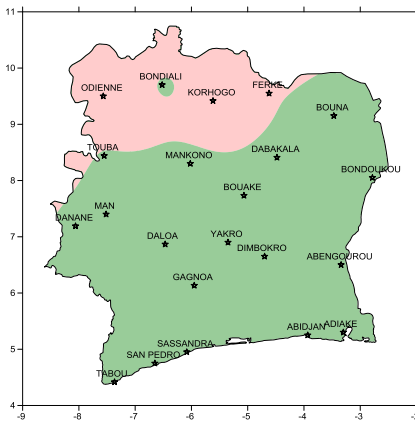 11
10
9
8
7
6
5
4
BONDIALI
ODIENNE
KORHOGO
FERKE
BOUNA
TOUBA
MANKONO
DABAKALA
BONDOUKOU
BOUAKE
MAN
DANANE
DALOA
YAKRO
DIMBOKRO
ABENGOUROU
GAGNOA
ABIDJAN
ADIAKE
SASSANDRA
SAN PEDRO
TABOU
-9 -8 -7 -6 -5 -4 -3